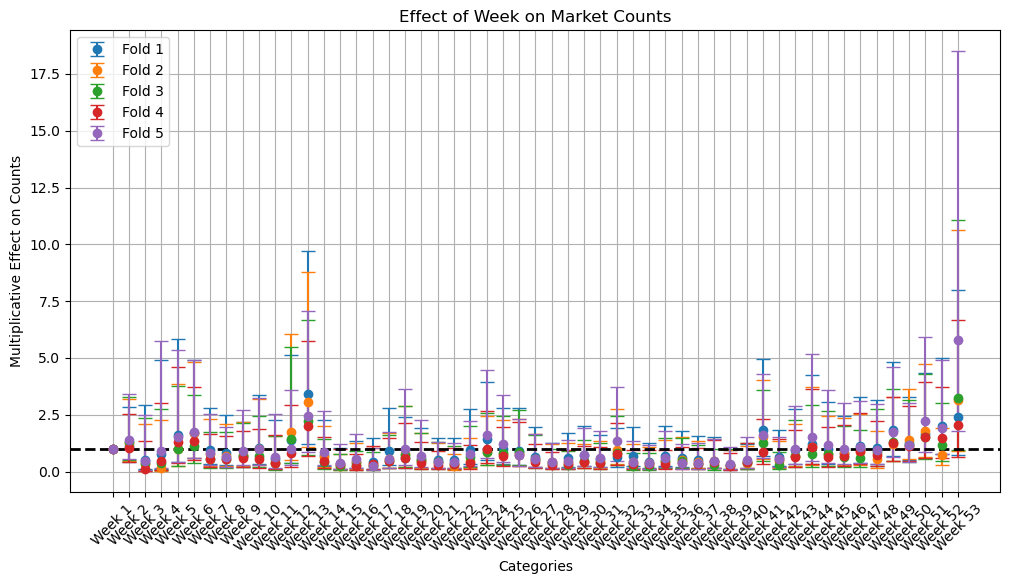 Effect of Week on Market Counts
Fold 1
Fold 2
Fold 3
Fold 4
Fold 5
17.5
15.0
12.5
10.0
7.5
5.0
2.5
0.0
Multiplicative Effect on Counts
Week 1
Week 2
Week 3
Week 4
Week 5
Week 6
Week 7
Week 8
Week 9
Week 10
Week 11
Week 12
Week 13
Week 14
Week 15
Week 16
Week 17
Week 18
Week 19
Week 20
Week 21
Week 22
Week 23
Week 24
Week 25
Week 26
Week 27
Week 28
Week 29
Week 30
Week 31
Week 32
Week 33
Week 34
Week 35
Week 36
Week 37
Week 38
Week 39
Week 40
Week 41
Week 42
Week 43
Week 44
Week 45
Week 46
Week 47
Week 48
Week 49
Week 50
Week 51
Week 52
Week 53
Categories